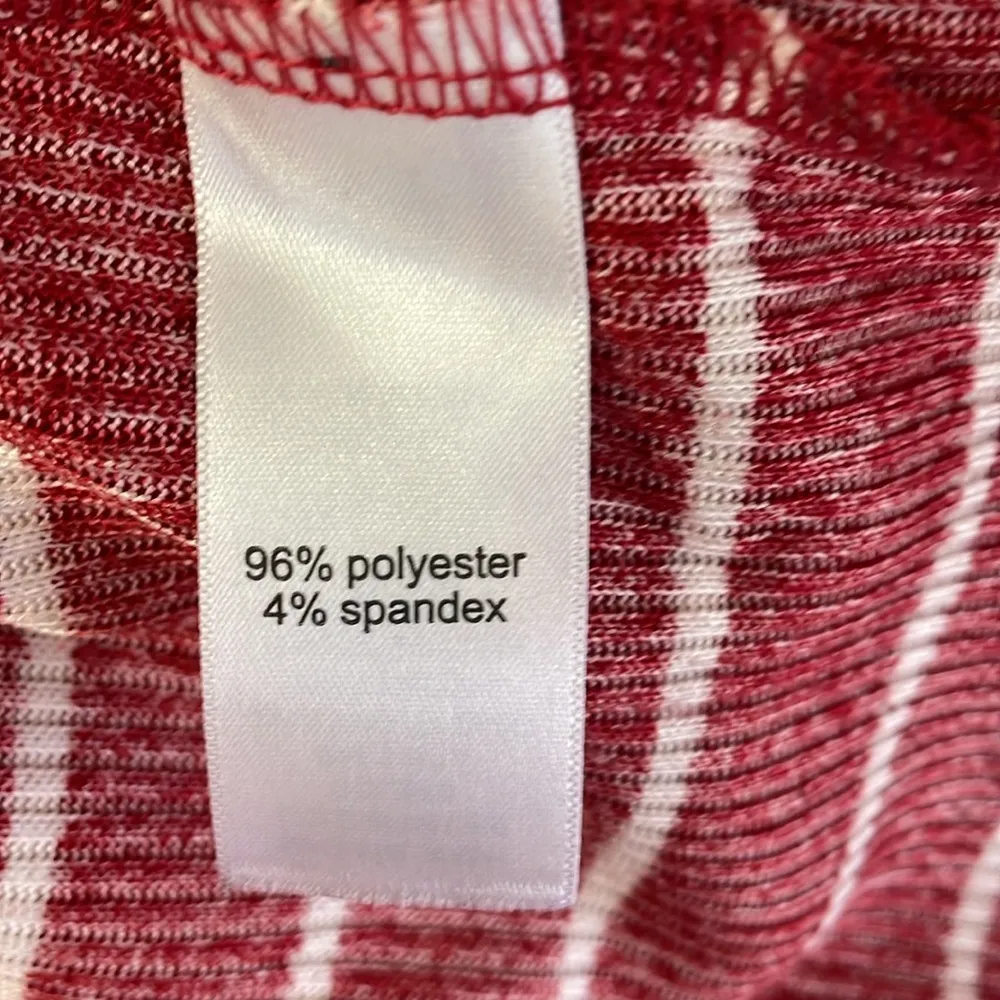 96% polyester
4% spandex